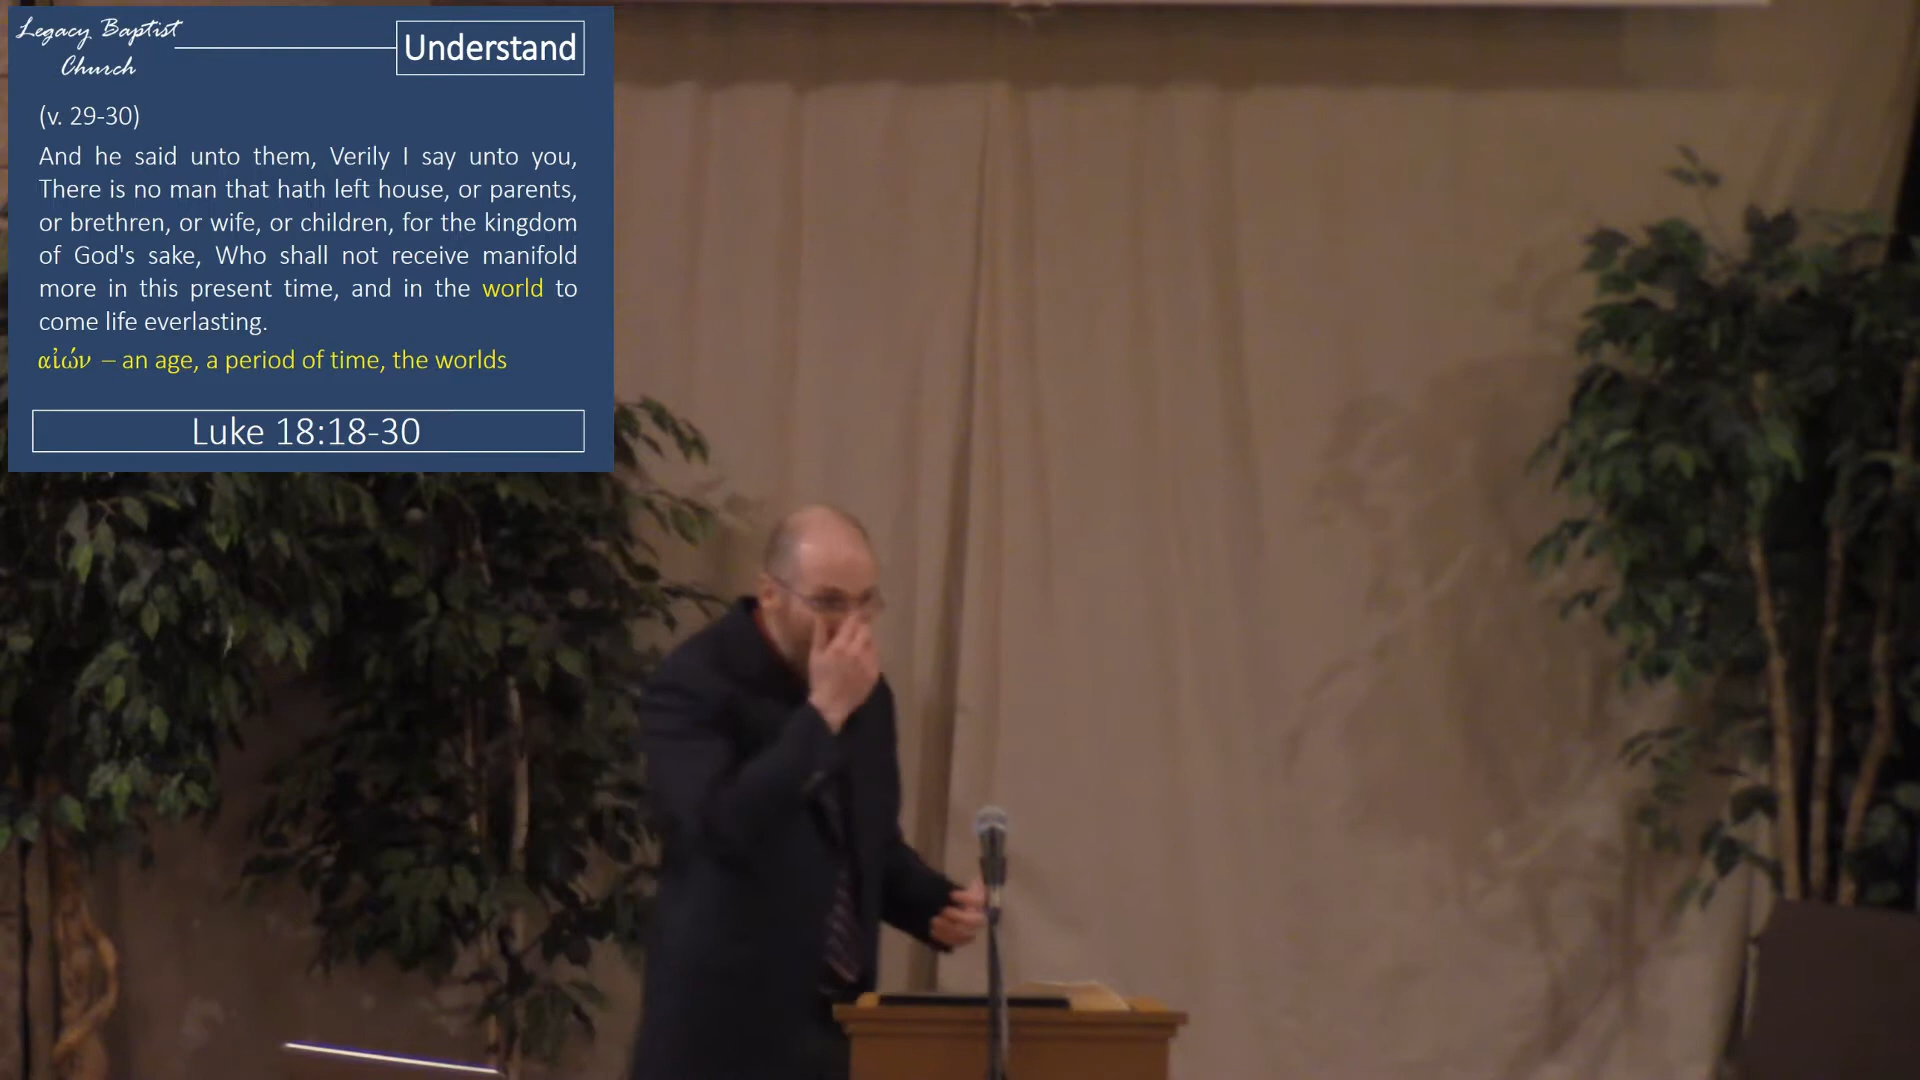 Legacy Baptist
Church
Understand
(v. 29-30)
And he said unto them, Verily I say unto you,
There is no man that hath left house, or parents,
or brethren, or wife, or children, for the kingdom
of God's sake, Who shall not receive manifold
more in this present time, and in the world to
come life everlasting.
αἰών – an age, a period of time, the worlds
Luke 18:18-30